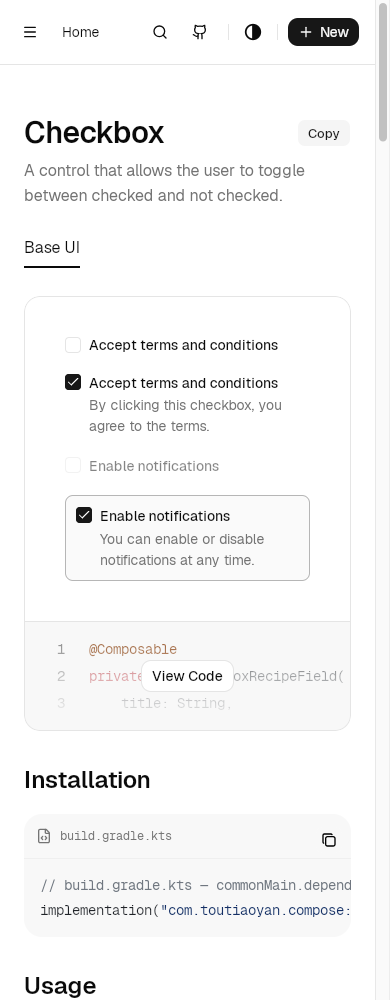 Home
New
Checkbox
Copy
A control that allows the user to toggle
between checked and not checked.
Base UI
Accept terms and conditions
Accept terms and conditions
By clicking this checkbox, you
agree to the terms.
Enable notifications
Enable notifications
You can enable or disable
notifications at any time.
1 @Composable
2 private oxRecipeField(
View Code
3 title: String,
Installation
build.gradle.kts
// build.gradle.kts — commonMain.depend
implementation("com.toutiaoyan.compose:
Usage